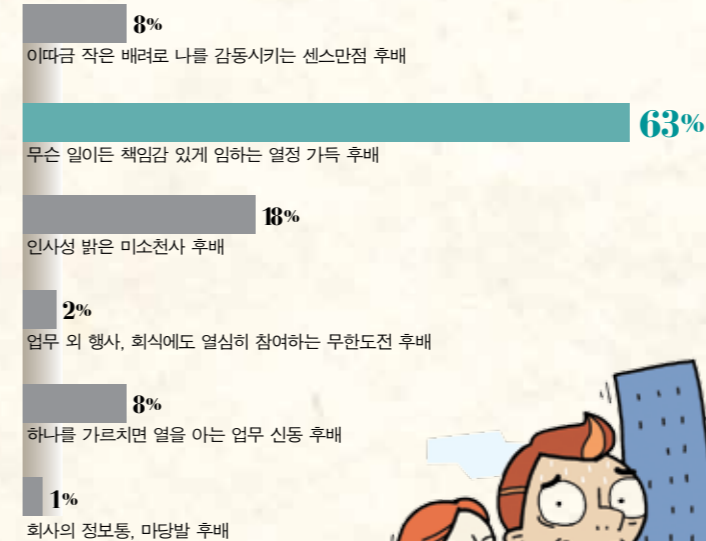 8%
이따금 작은 배려로 나를 감동시키는 센스만점 후배
63%
무슨 일이든 책임감 있게 임하는 열정 가득 후배
18%
인사성 밝은 미소천사 후배
2%
업무 외 행사, 회식에도 열심히 참여하는 무한도전 후배
8%
하나를 가르치면 열을 아는 업무 신동 후배
1%
회사의 정보통, 마당발 후배